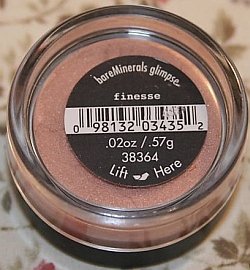 bareMinerals glimpse
finesse
0 98132 03435 2
.02oz / .57g
38364
Lift Here